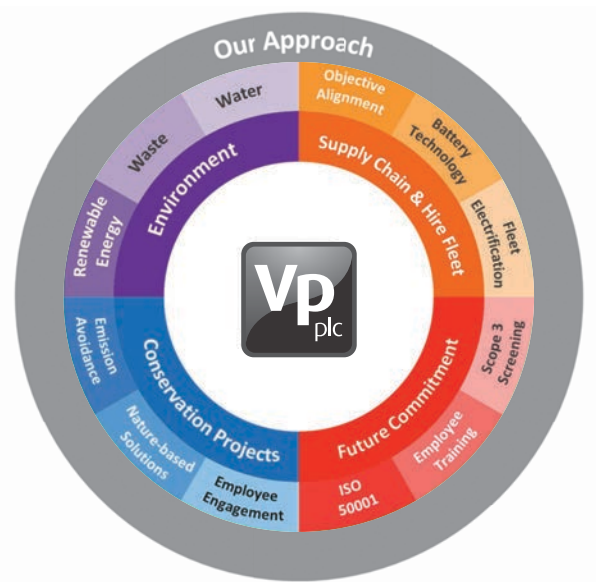 Our Approach
Water
Waste
Renewable
Energy
Environment
Objective
Alignment
Battery
Technology
Fleet
Electrification
Supply Chain & Hire Fleet
Scope 3
Screening
Employee
Training
ISO
50001
Future Commitment
Employee
Engagement
Nature-based
Solutions
Emission
Avoidance
Conservation Projects
Vp
plc